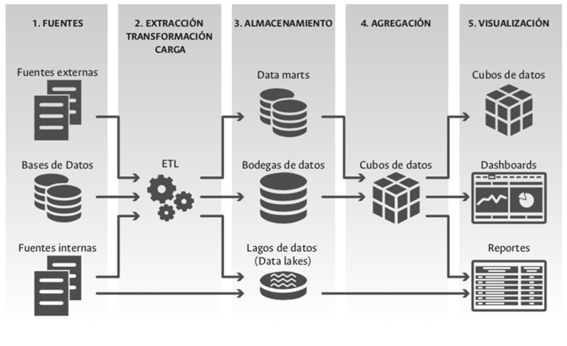 1. FUENTES
2. EXTRACCIÓN
TRANSFORMACIÓN
CARGA
3. ALMACENAMIENTO
4. AGREGACIÓN
5. VISUALIZACIÓN
Fuentes externas
Data marts
Cubos de datos
Bases de Datos
ETL
Bodegas de datos
Cubos de datos
Dashboards
Fuentes internas
Lagos de datos
(Data lakes)
Reportes